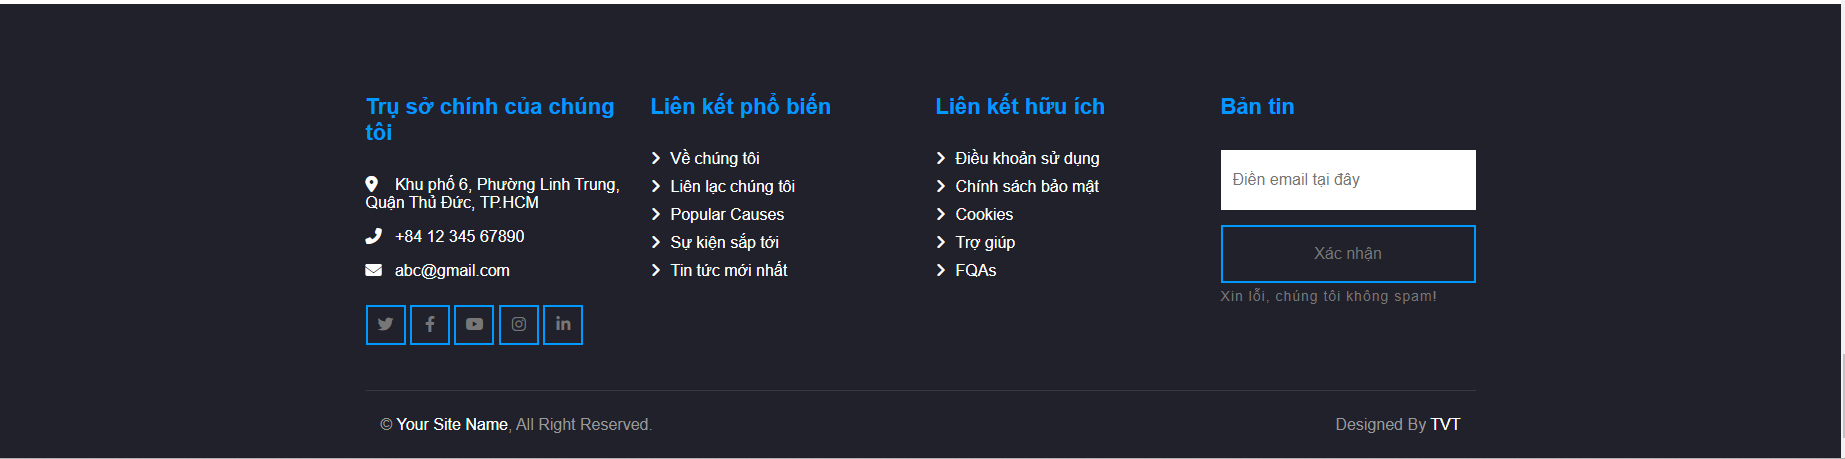 Trụ sở chính của chúng
tôi
Khu phố 6, Phường Linh Trung,
Quận Thủ Đức, TP.HCM
+84 12 345 67890
abc@gmail.com
Liên kết phổ biến
Về chúng tôi
Liên lạc chúng tôi
Popular Causes
Sự kiện sắp tới
Tin tức mới nhất
Liên kết hữu ích
Điều khoản sử dụng
Chính sách bảo mật
Cookies
Trợ giúp
FQAs
Bản tin
Điền email tại đây
Xác nhận
Xin lỗi, chúng tôi không spam!
© Your Site Name, All Right Reserved.
Designed By TVT